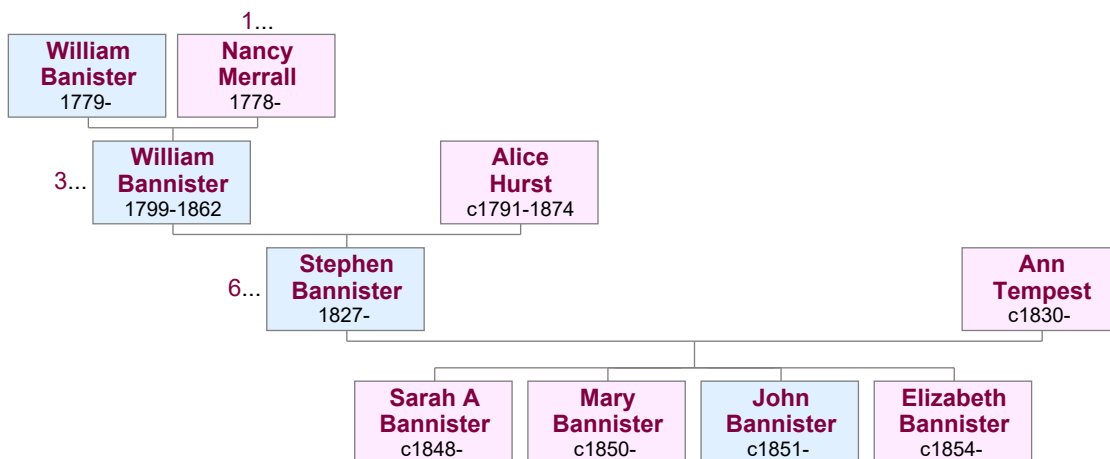 1...
William
Banister
1779-
Nancy
Merrall
1778-
3...
William
Bannister
1799-1862
Alice
Hurst
c1791-1874
6...
Stephen
Bannister
1827-
Ann
Tempest
c1830-
Sarah A
Bannister
c1848-
Mary
Bannister
c1850-
John
Bannister
c1851-
Elizabeth
Bannister
c1854-